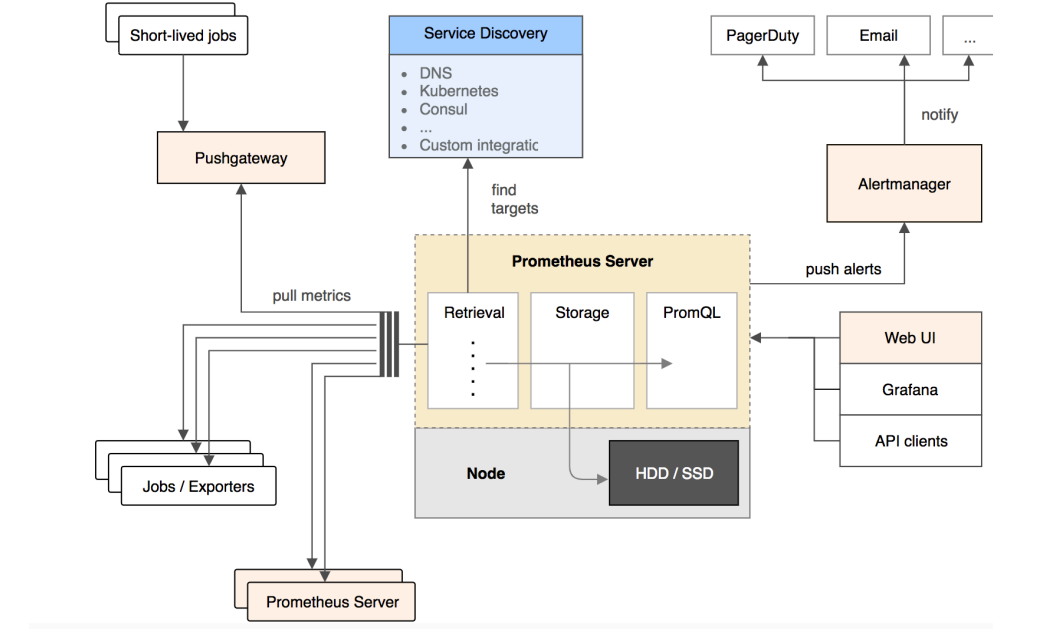 Short-lived jobs
Service Discovery
PagerDuty
Email
...
DNS
Kubernetes
Consul
...
Custom integratic
notify
Pushgateway
Alertmanager
find
targets
Prometheus Server
push alerts
pull metrics
Retrieval
Storage
PromQL
Web UI
Grafana
API clients
Node
HDD / SSD
Jobs / Exporters
Prometheus Server